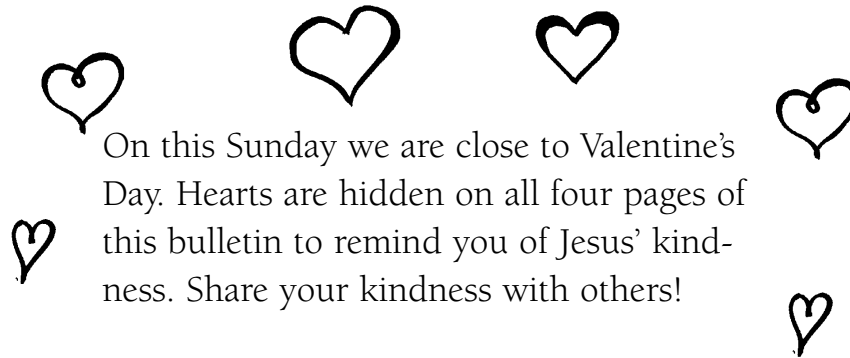 On this Sunday we are close to Valentine’s
Day. Hearts are hidden on all four pages of
this bulletin to remind you of Jesus’ kind-
ness. Share your kindness with others!